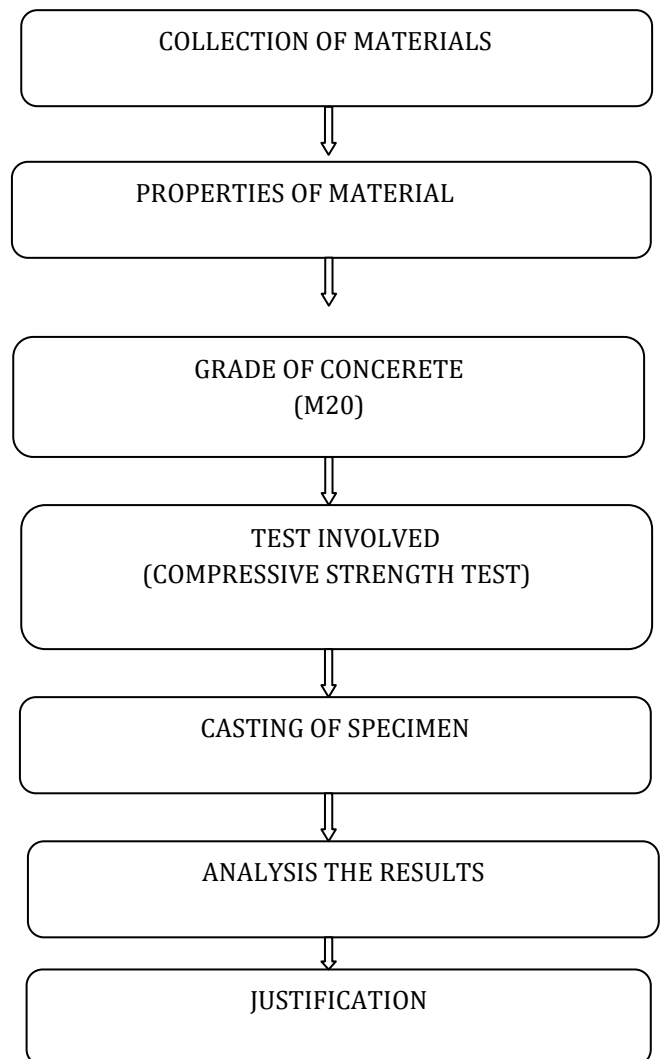 COLLECTION OF MATERIALS
PROPERTIES OF MATERIAL
GRADE OF CONCERETE
(M20)
TEST INVOLVED
(COMPRESSIVE STRENGTH TEST)
CASTING OF SPECIMEN
ANALYSIS THE RESULTS
JUSTIFICATION